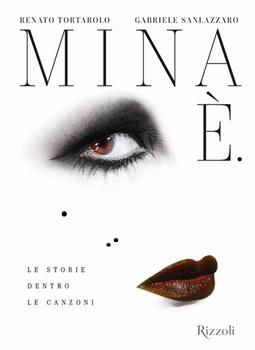 RENATO TORTAROLO GABRIELE SANLAZZARO
MINA
È.
LE STORIE
DENTRO
LE CANZONI
Rizzoli